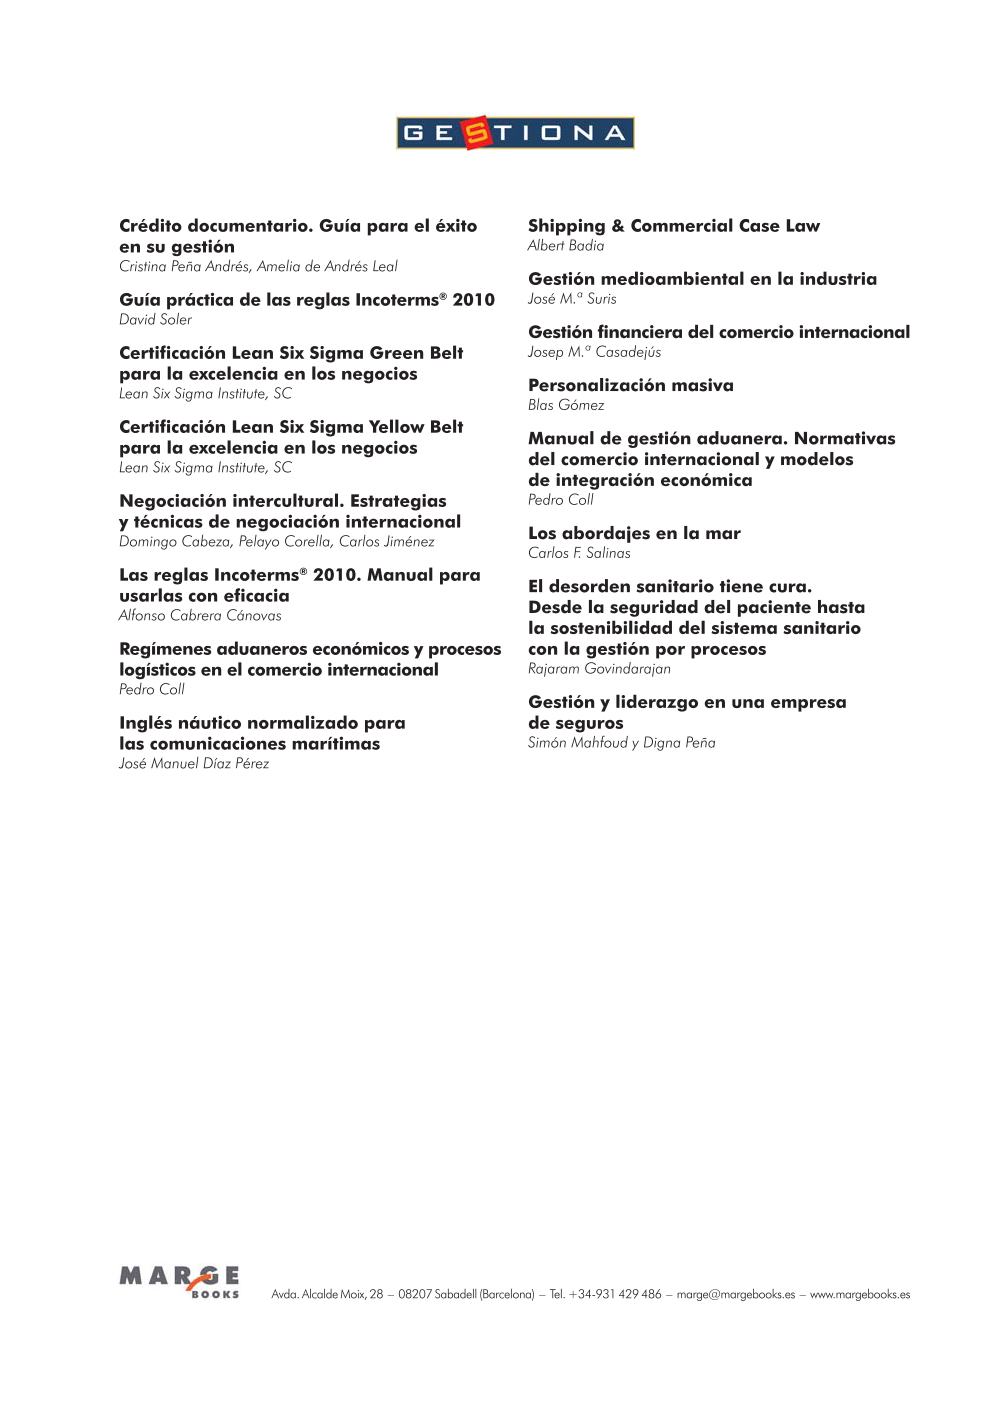 GESTIONA
Crédito documentario. Guía para el éxito
en su gestión
Cristina Peña Andrés, Amelia de Andrés Leal
Guía práctica de las reglas Incoterms® 2010
David Soler
Certificación Lean Six Sigma Green Belt
para la excelencia en los negocios
Lean Six Sigma Institute, SC
Certificación Lean Six Sigma Yellow Belt
para la excelencia en los negocios
Lean Six Sigma Institute, SC
Negociación intercultural. Estrategias
y técnicas de negociación internacional
Domingo Cabeza, Pelayo Corella, Carlos Jiménez
Las reglas Incoterms® 2010. Manual para
usarlas con eficacia
Alfonso Cabrera Cánovas
Regímenes aduaneros económicos y procesos
logísticos en el comercio internacional
Pedro Coll
Inglés náutico normalizado para
las comunicaciones marítimas
José Manuel Díaz Pérez
Shipping & Commercial Case Law
Albert Badia
Gestión medioambiental en la industria
José M.ª Suris
Gestión financiera del comercio internacional
Josep M.ª Casadejús
Personalización masiva
Blas Gómez
Manual de gestión aduanera. Normativas
del comercio internacional y modelos
de integración económica
Pedro Coll
Los abordajes en la mar
Carlos F. Salinas
El desorden sanitario tiene cura.
Desde la seguridad del paciente hasta
la sostenibilidad del sistema sanitario
con la gestión por procesos
Rajaram Govindarajan
Gestión y liderazgo en una empresa
de seguros
Simón Mahfoud y Digna Peña
MARGE
BOOKS
Avda. Alcalde Moix, 28 – 08207 Sabadell (Barcelona) – Tel. +34-931 429 486 – marge@margebooks.es – www.margebooks.es